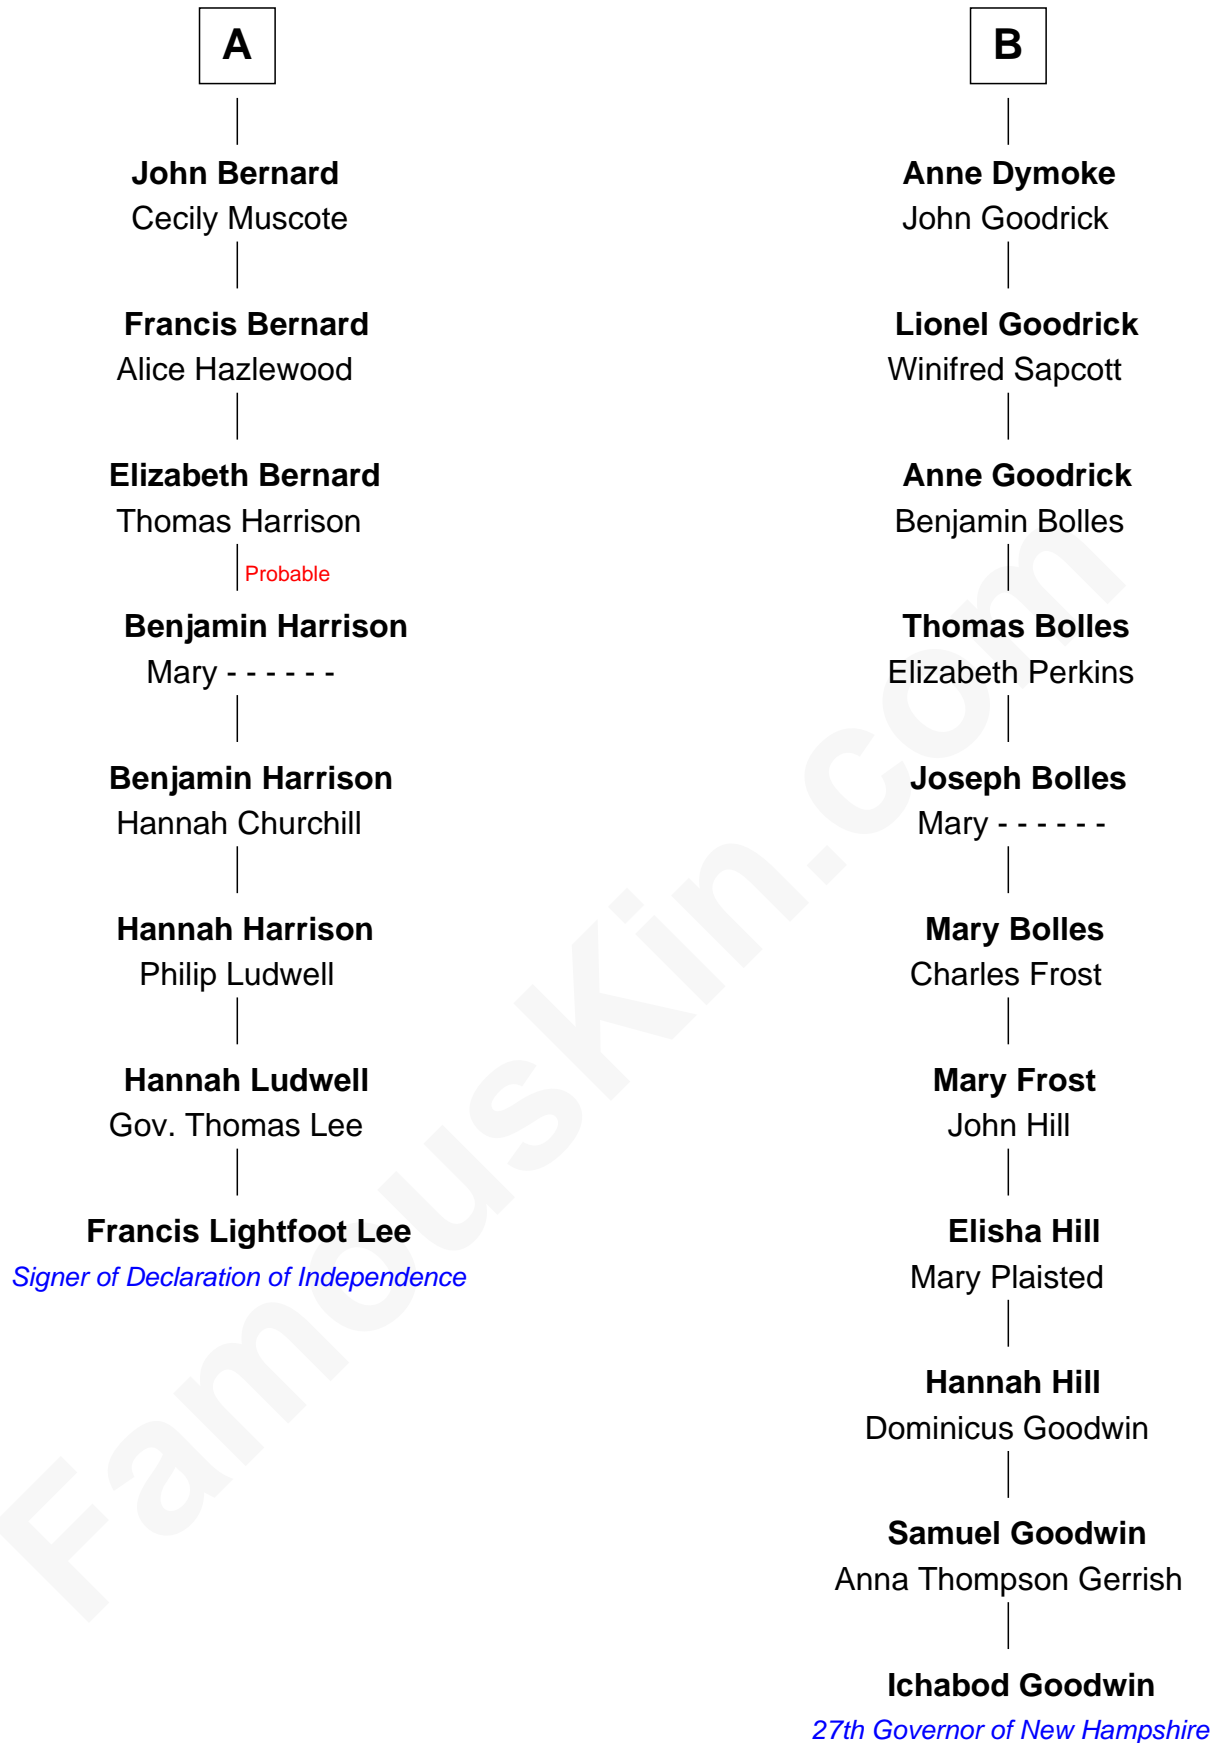 A
John Bernard
Cecily Muscote
Francis Bernard
Alice Hazlewood
Elizabeth Bernard
Thomas Harrison
Probable
Benjamin Harrison
Mary - - - - - -
Benjamin Harrison
Hannah Churchill
Hannah Harrison
Philip Ludwell
Hannah Ludwell
Gov. Thomas Lee
Francis Lightfoot Lee
Signer of Declaration of Independence
B
Anne Dymoke
John Goodrick
Lionel Goodrick
Winifred Sapcott
Anne Goodrick
Benjamin Bolles
Thomas Bolles
Elizabeth Perkins
Joseph Bolles
Mary - - - - - -
Mary Bolles
Charles Frost
Mary Frost
John Hill
Elisha Hill
Mary Plaisted
Hannah Hill
Dominicus Goodwin
Samuel Goodwin
Anna Thompson Gerrish
Ichabod Goodwin
27th Governor of New Hampshire
FamousKin.com